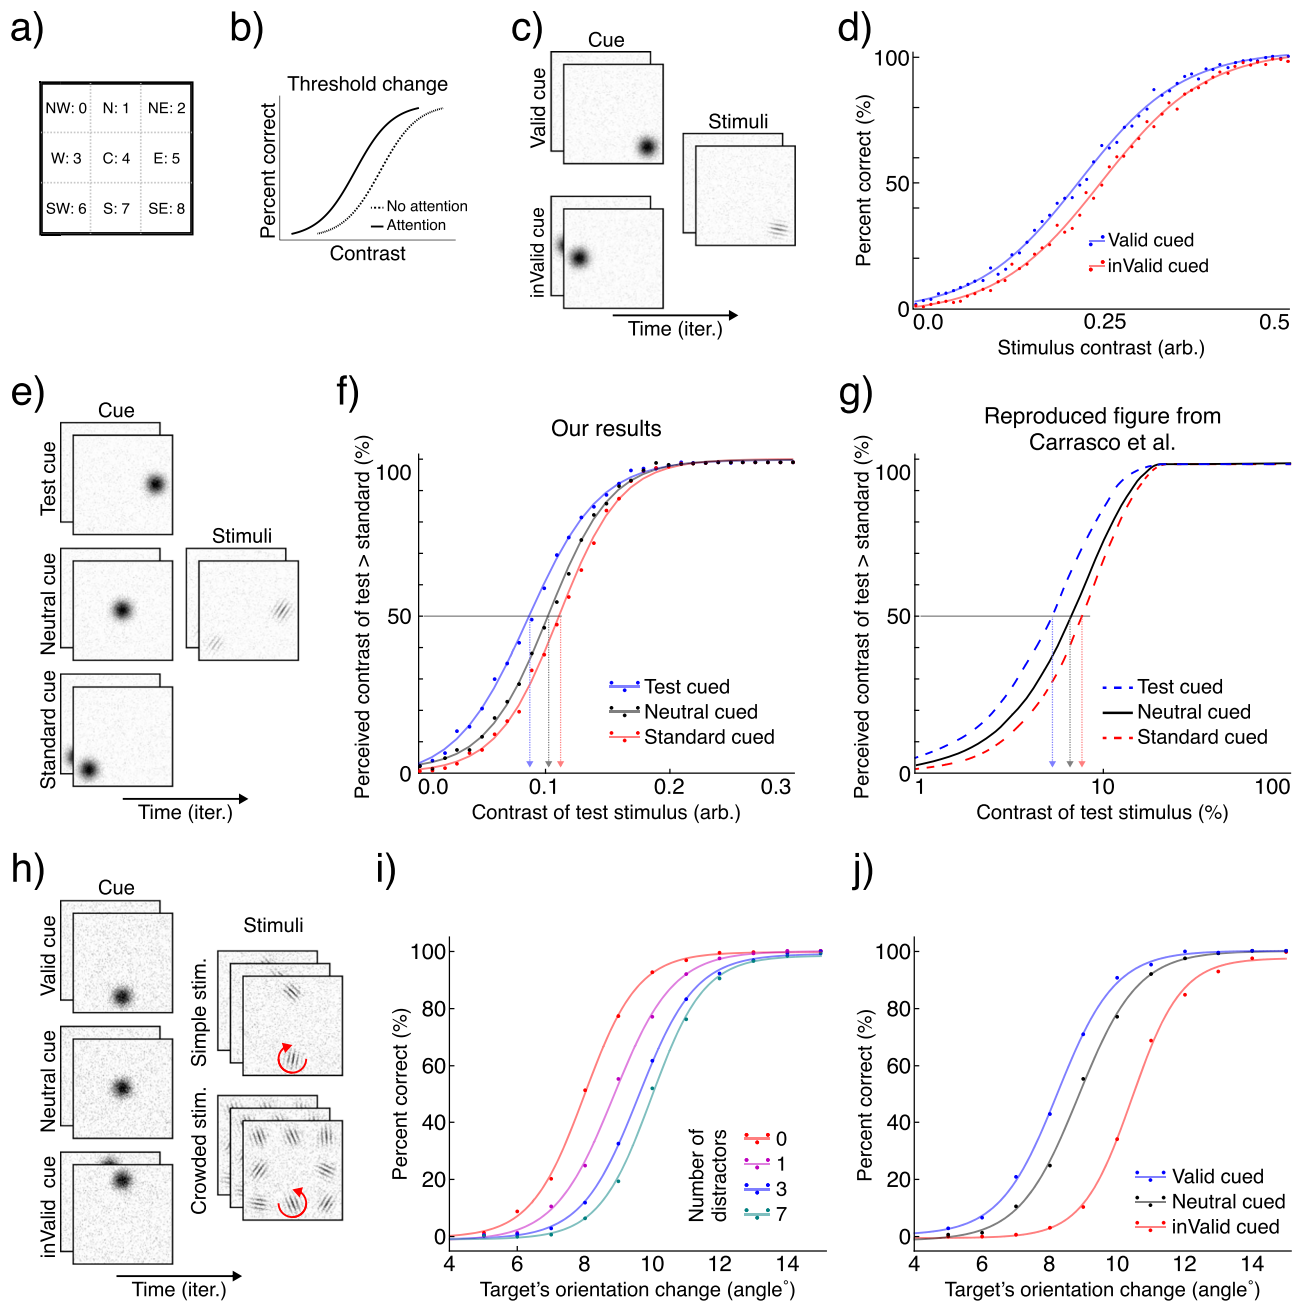 a)
NW: 0 N: 1 NE: 2
W: 3 C: 4 E: 5
SW: 6 S: 7 SE: 8
b)
Threshold change
Percent correct
No attention
Attention
Contrast
c)
Cue
Valid cue
inValid cue
Stimuli
Time (iter.)
d)
Percent correct (%)
100
50
0
Valid cued
inValid cued
0.0 0.25 0.5
Stimulus contrast (arb.)
e)
Cue
Test cue
Neutral cue
Standard cue
Stimuli
Time (iter.)
f)
Our results
Perceived contrast of test > standard (%)
100
50
0
Test cued
Neutral cued
Standard cued
0.0 0.1 0.2 0.3
Contrast of test stimulus (arb.)
g)
Reproduced figure from
Carrasco et al.
Perceived contrast of test > standard (%)
100
50
0
Test cued
Neutral cued
Standard cued
1 10 100
Contrast of test stimulus (%)
h)
Cue
Valid cue
Neutral cue
inValid cue
Stimuli
Simple stim.
Crowded stim.
Time (iter.)
i)
Percent correct (%)
100
80
60
40
20
0
Number of
distractors
0
1
3
7
4 6 8 10 12 14
Target's orientation change (angle°)
j)
Percent correct (%)
100
80
60
40
20
0
Valid cued
Neutral cued
inValid cued
4 6 8 10 12 14
Target's orientation change (angle°)